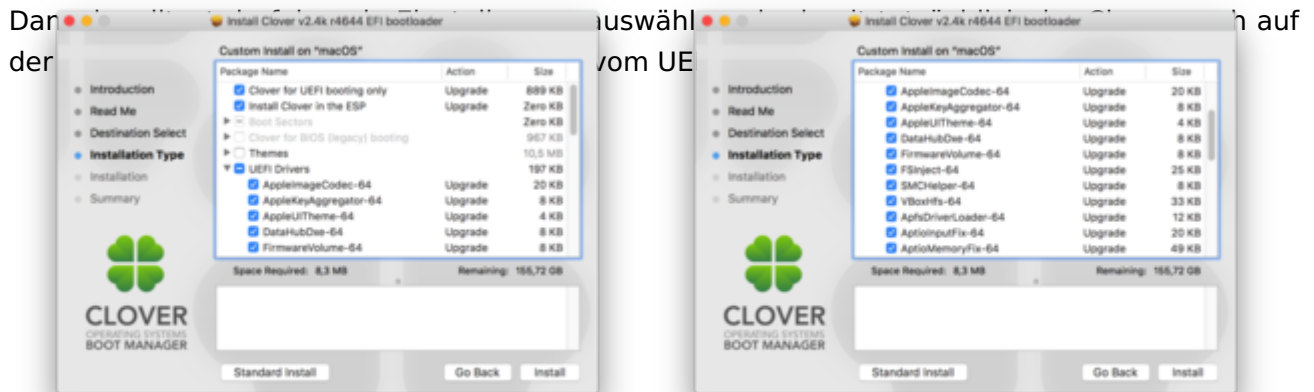 auswähl
auf
der
vom UE
Install Clover v2.4k r4644 EFI bootloader
Custom Install on "macOS"
Introduction
Read Me
Destination Select
Installation Type
Installation
Summary
Package Name Action Size
Clover for UEFI booting only Upgrade 889 KB
Install Clover in the ESP Upgrade Zero KB
Boot Sectors Zero KB
Clover for BIOS (legacy) booting 967 KB
Themes 10,5 MB
UEFI Drivers 197 KB
AppleImageCodec-64 Upgrade 20 KB
AppleKeyAggregator-64 Upgrade 8 KB
AppleUITheme-64 Upgrade 4 KB
DataHubDxe-64 Upgrade 8 KB
FirmwareVolume-64 Upgrade 8 KB
Space Required: 8,3 MB Remaining: 155,72 GB
CLOVER
OPERATING SYSTEMS
BOOT MANAGER
Standard Install Go Back Install
Install Clover v2.4k r4644 EFI bootloader
Custom Install on "macOS"
Introduction
Read Me
Destination Select
Installation Type
Installation
Summary
Package Name Action Size
AppleImageCodec-64 Upgrade 20 KB
AppleKeyAggregator-64 Upgrade 8 KB
AppleUITheme-64 Upgrade 4 KB
DataHubDxe-64 Upgrade 8 KB
FirmwareVolume-64 Upgrade 8 KB
FSInject-64 Upgrade 25 KB
SMCHelper-64 Upgrade 8 KB
VBoxHfs-64 Upgrade 33 KB
ApfsDriverLoader-64 Upgrade 12 KB
AptioInputFix-64 Upgrade 20 KB
AptioMemoryFix-64 Upgrade 49 KB
Space Required: 8,3 MB Remaining: 155,72 GB
CLOVER
OPERATING SYSTEMS
BOOT MANAGER
Standard Install Go Back Install